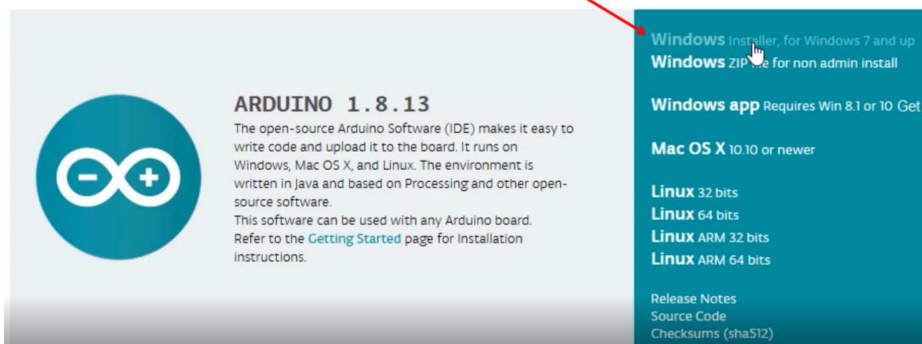 ARDUINO 1.8.13
The open-source Arduino Software (IDE) makes it easy to
write code and upload it to the board. It runs on
Windows, Mac OS X, and Linux. The environment is
written in Java and based on Processing and other open-
source software.
This software can be used with any Arduino board.
Refer to the Getting Started page for Installation
instructions.
Windows Installer, for Windows 7 and up
Windows ZIP file for non admin install
Windows app Requires Win 8.1 or 10 Get
Mac OS X 10.10 or newer
Linux 32 bits
Linux 64 bits
Linux ARM 32 bits
Linux ARM 64 bits
Release Notes
Source Code
Checksums (sha512)